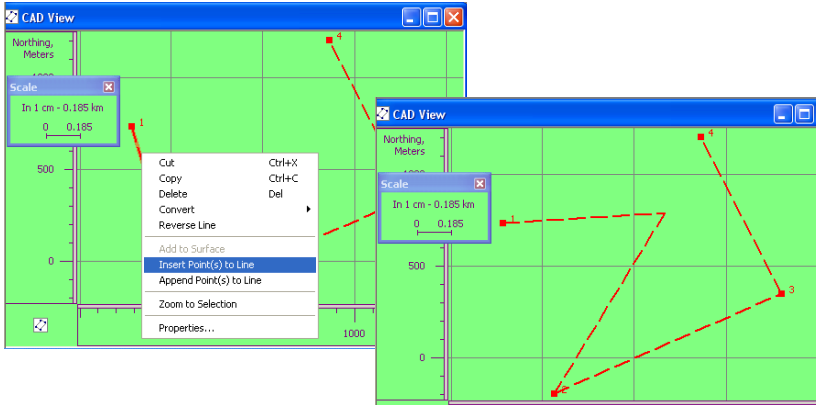 CAD View
Northing,
Meters
Scale
In 1 cm - 0.185 km
0 0.185
1
4
500
0
1000
Cut Ctrl+X
Copy Ctrl+C
Delete Del
Convert
Reverse Line
Add to Surface
Insert Point(s) to Line
Append Point(s) to Line
Zoom to Selection
Properties...
CAD View
Northing,
Meters
Scale
In 1 cm - 0.185 km
0 0.185
1
4
500
3
0
2